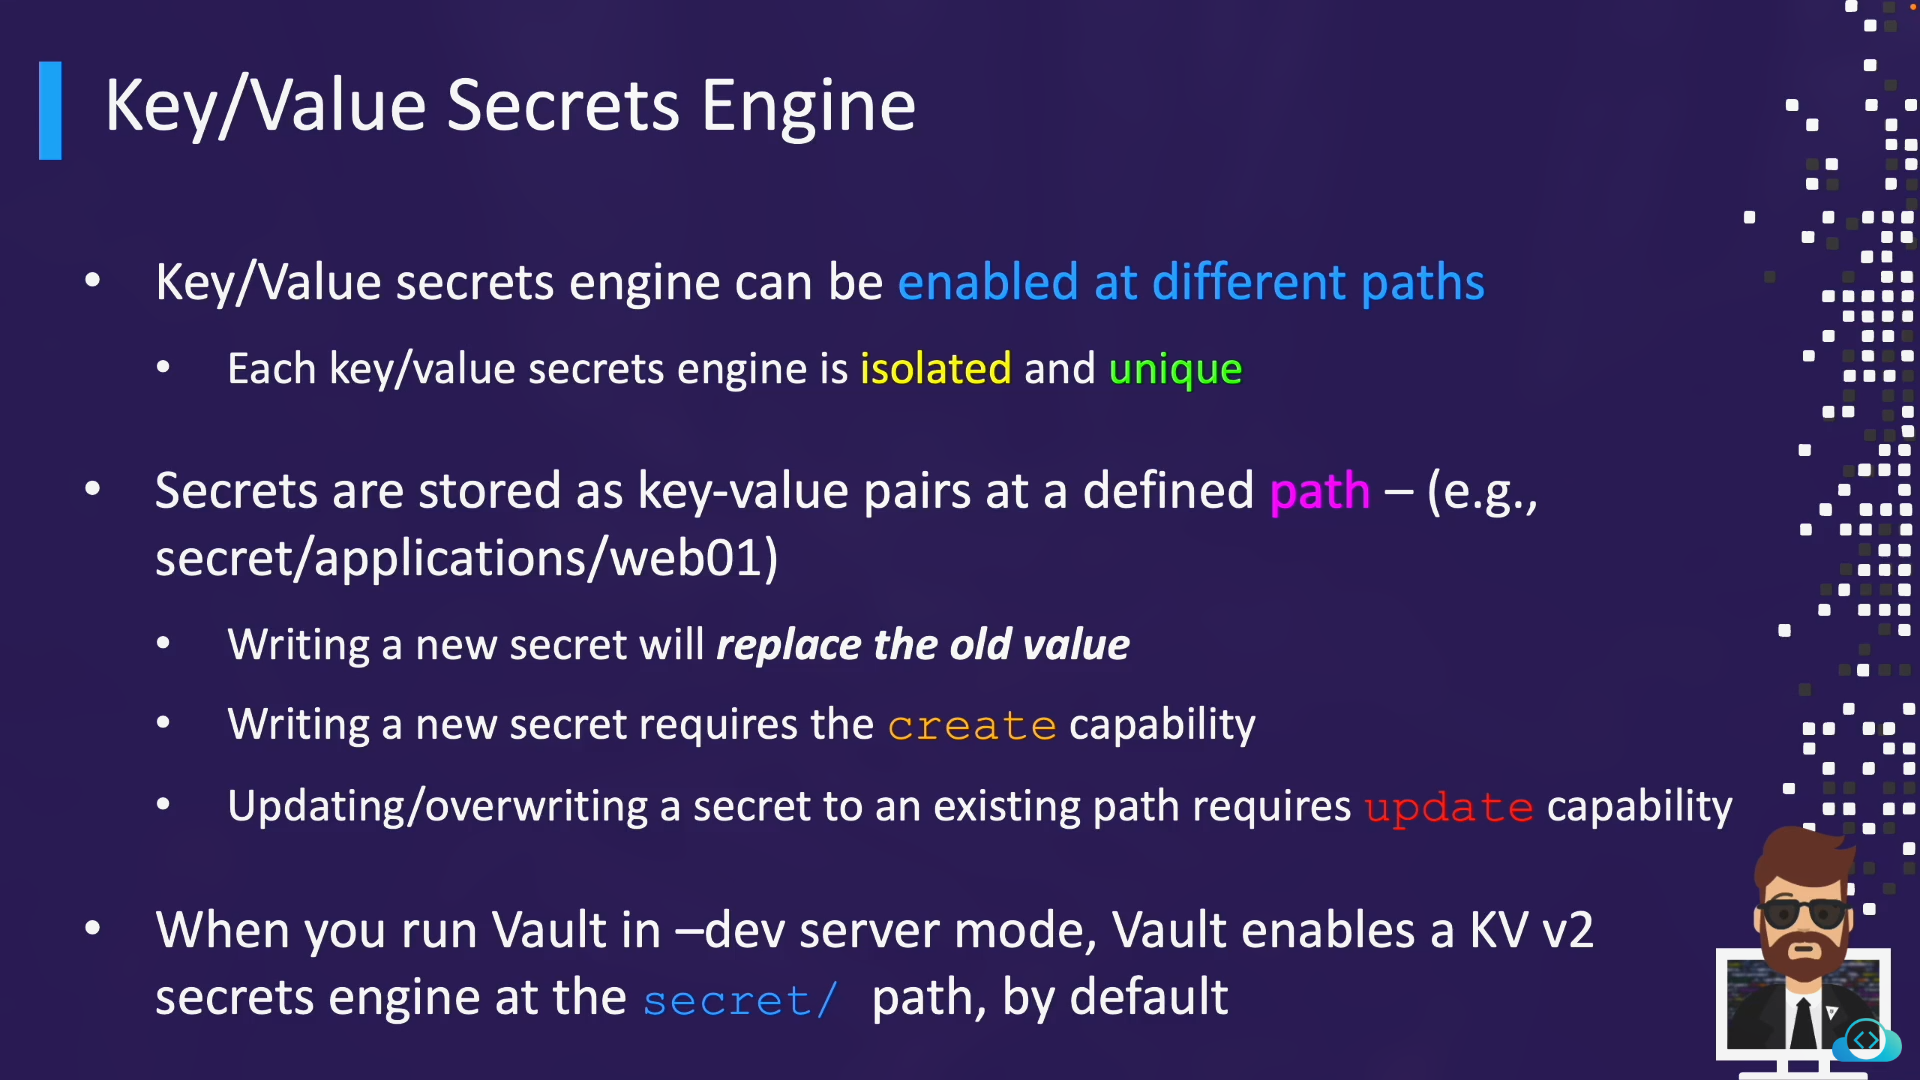 Key/Value Secrets Engine
• Key/Value secrets engine can be enabled at different paths
• Each key/value secrets engine is isolated and unique
• Secrets are stored as key-value pairs at a defined path – (e.g.,
secret/applications/web01)
• Writing a new secret will replace the old value
• Writing a new secret requires the create capability
• Updating/overwriting a secret to an existing path requires update capability
• When you run Vault in –dev server mode, Vault enables a KV v2
secrets engine at the secret/ path, by default